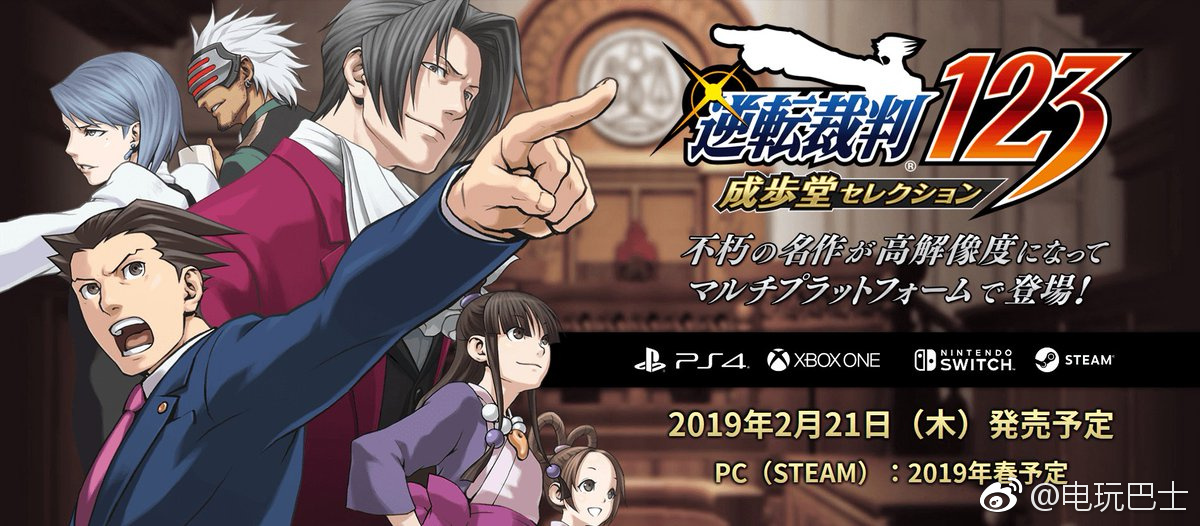 逆転裁判123
®
成歩堂セレクション
不朽の名作が高解像度になって
マルチプラットフォームで登場！
PS4 XBOX ONE NINTENDO SWITCH STEAM
2019年2月21日（木）発売予定
PC（STEAM）：2019年春予定
@电玩巴士